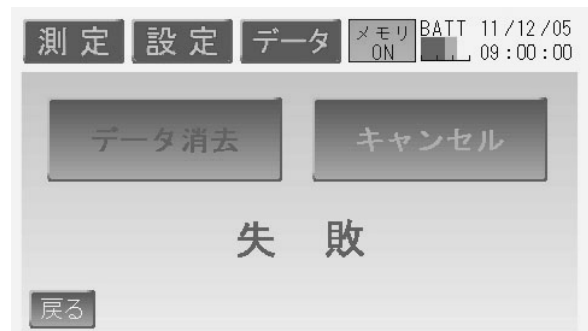 測定 設定 データ メモリ BATT 11/12/05
ON 09:00:00
データ消去 キャンセル
失敗
戻る